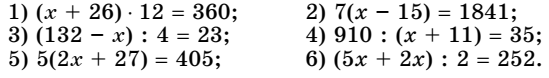 1) (x + 26) · 12 = 360; 2) 7(x − 15) = 1841;
3) (132 − x) : 4 = 23; 4) 910 : (x + 11) = 35;
5) 5(2x + 27) = 405; 6) (5x + 2x) : 2 = 252.